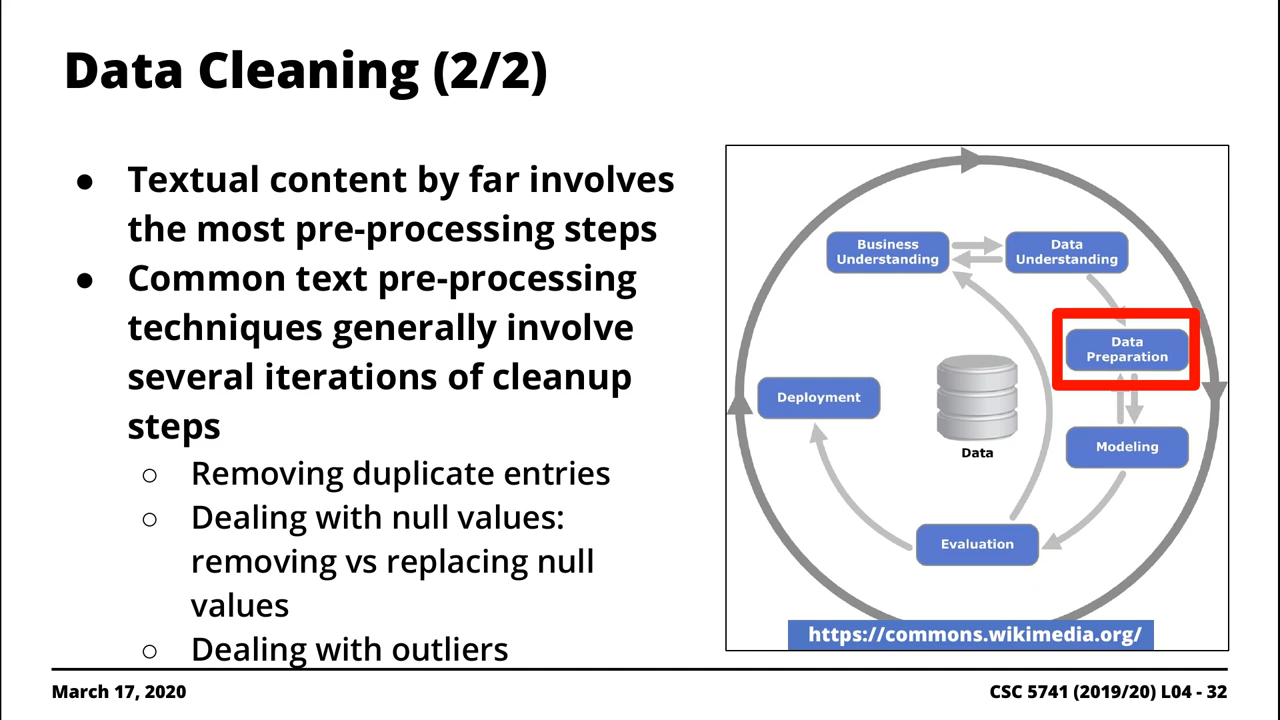 Data Cleaning (2/2)
● Textual content by far involves
the most pre-processing steps
● Common text pre-processing
techniques generally involve
several iterations of cleanup
steps
○ Removing duplicate entries
○ Dealing with null values:
removing vs replacing null
values
○ Dealing with outliers
Business
Understanding
Data
Understanding
Data
Preparation
Deployment
Data
Modeling
Evaluation
https://commons.wikimedia.org/
March 17, 2020
CSC 5741 (2019/20) L04 - 32